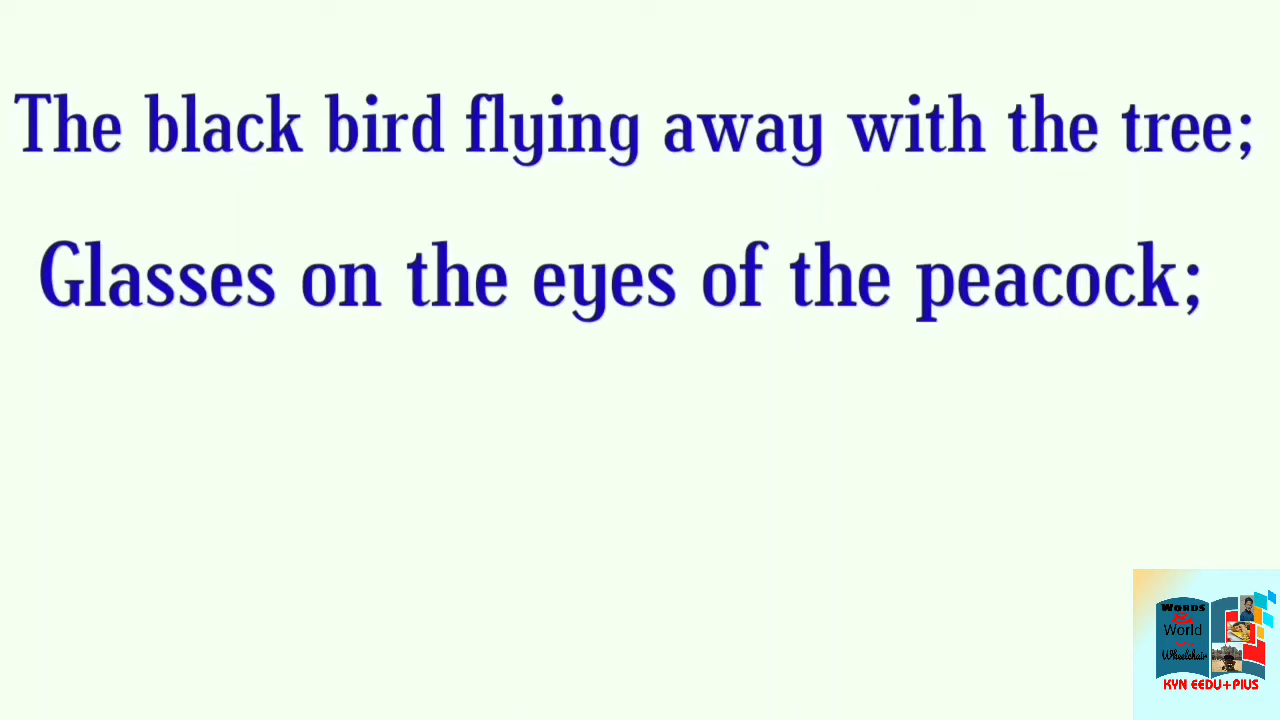 The black bird flying away with the tree;
Glasses on the eyes of the peacock;
WORDS
World
Wheelchair
KYN EEDU+PlUS